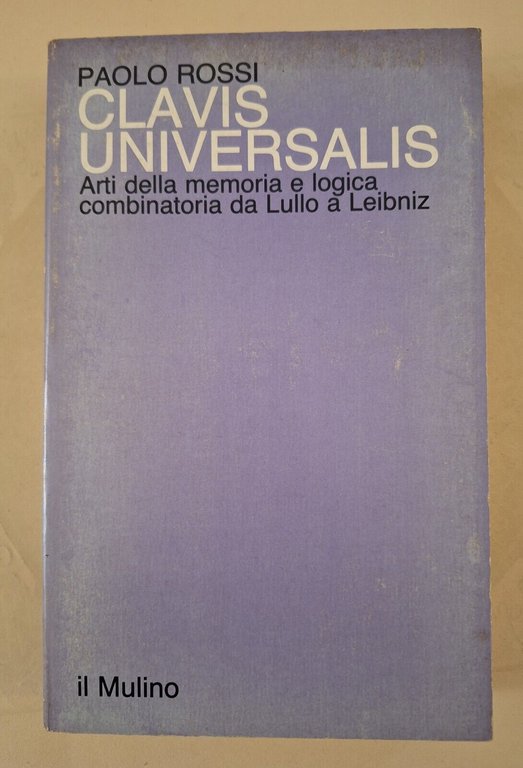 PAOLO ROSSI
CLAVIS
UNIVERSALIS
Arti della memoria e logica
combinatoria da Lullo a Leibniz
il Mulino